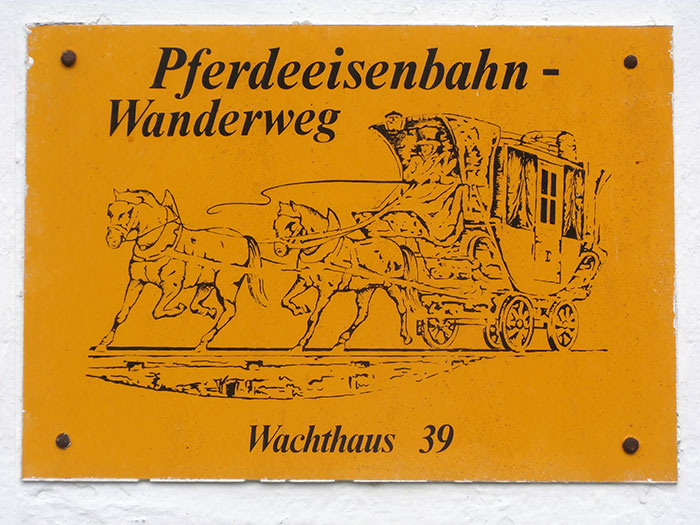 Pferdeeisenbahn -
Wanderweg
Wachthaus 39